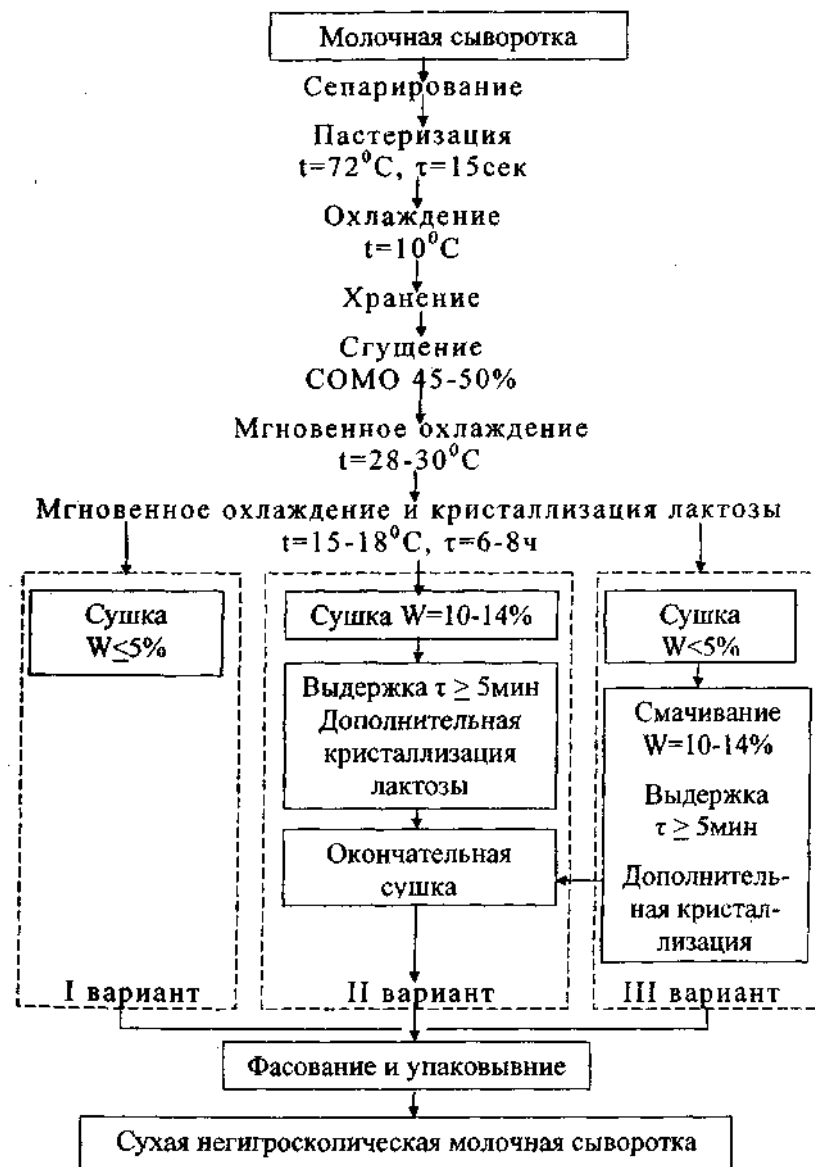 Молочная сыворотка
Сепарирование
Пастеризация
t=72⁰C, τ=15сек
Охлаждение
t=10⁰C
Хранение
Сгущение
СОМО 45-50%
Мгновенное охлаждение
t=28-30⁰C
Мгновенное охлаждение и кристаллизация лактозы
t=15-18⁰C, τ=6-8ч
Сушка
W≤5%
I вариант
Сушка W=10-14%
Выдержка τ ≥ 5мин
Дополнительная
кристаллизация
лактозы
Окончательная
сушка
II вариант
Сушка
W<5%
Смачивание
W=10-14%
Выдержка
τ ≥ 5мин
Дополнитель-
ная кристал-
лизация
III вариант
Фасование и упаковывние
Сухая негигроскопическая молочная сыворотка